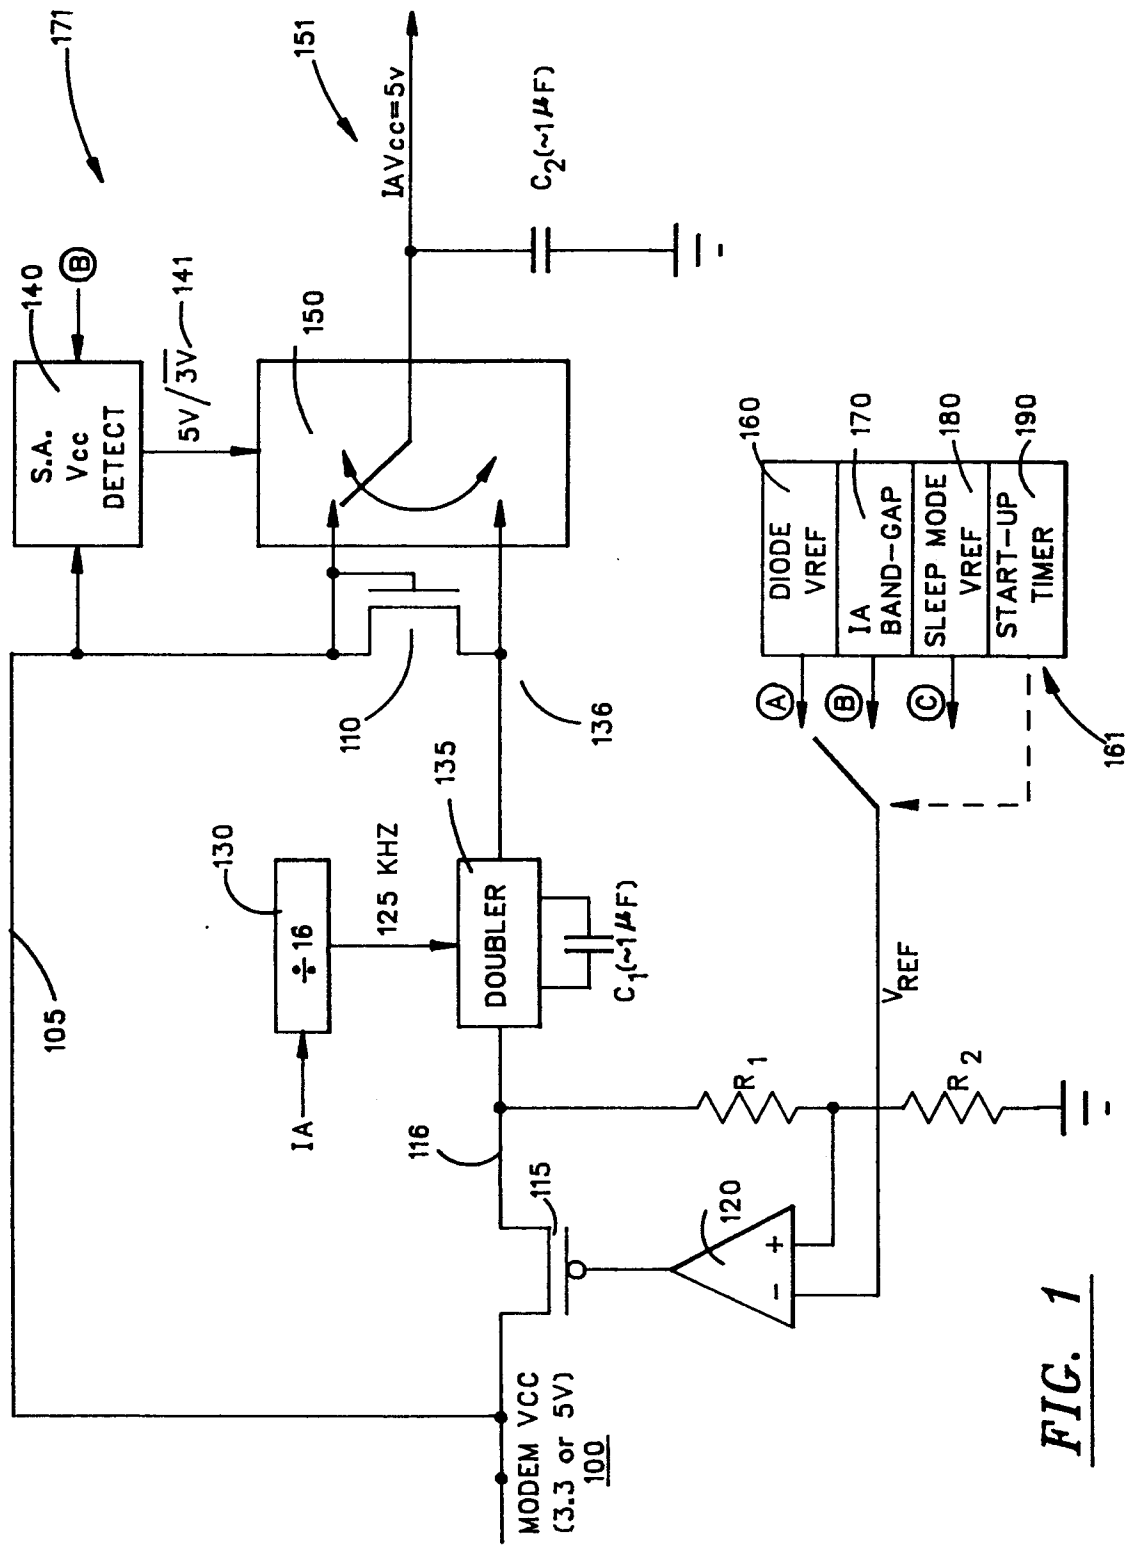 171
151
IAVcc=5v
C2(~1µF)
140
B
141
5V/3V
S.A.
Vcc
DETECT
150
110
136
105
130
÷16
IA
125 KHZ
135
DOUBLER
C1(~1µF)
116
115
120
+
-
R1
R2
VREF
MODEM VCC
(3.3 or 5V)
100
160
170
180
190
DIODE
VREF
IA
BAND-GAP
SLEEP MODE
VREF
START-UP
TIMER
A
B
C
161
FIG. 1